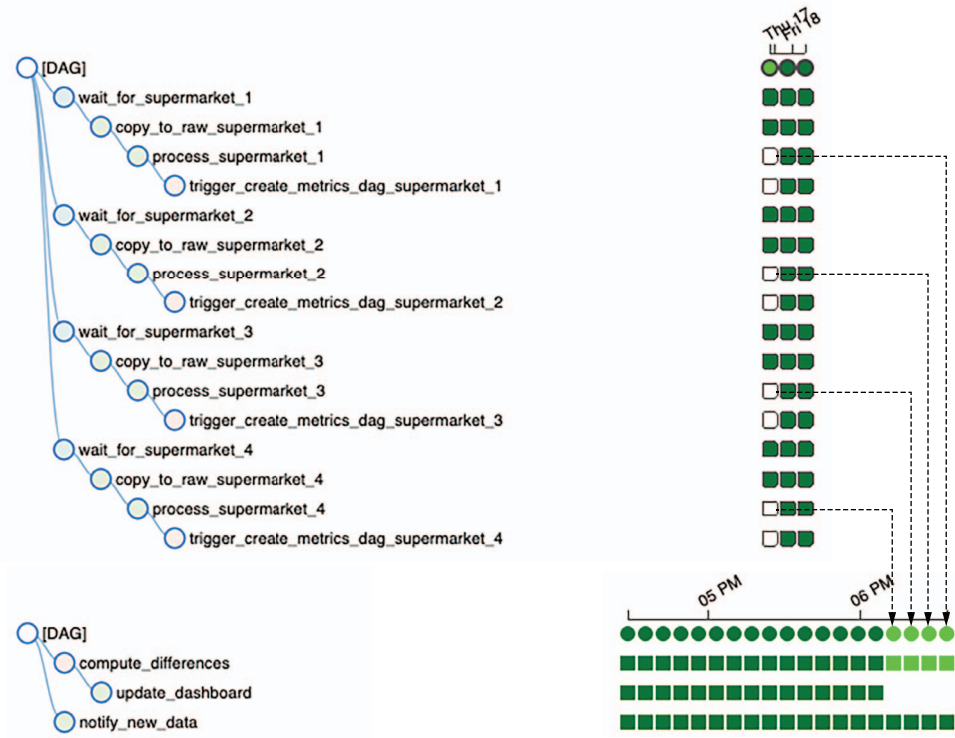 Thu 17
Fri 18
[DAG]
wait_for_supermarket_1
copy_to_raw_supermarket_1
process_supermarket_1
trigger_create_metrics_dag_supermarket_1
wait_for_supermarket_2
copy_to_raw_supermarket_2
process_supermarket_2
trigger_create_metrics_dag_supermarket_2
wait_for_supermarket_3
copy_to_raw_supermarket_3
process_supermarket_3
trigger_create_metrics_dag_supermarket_3
wait_for_supermarket_4
copy_to_raw_supermarket_4
process_supermarket_4
trigger_create_metrics_dag_supermarket_4
05 PM
06 PM
[DAG]
compute_differences
update_dashboard
notify_new_data